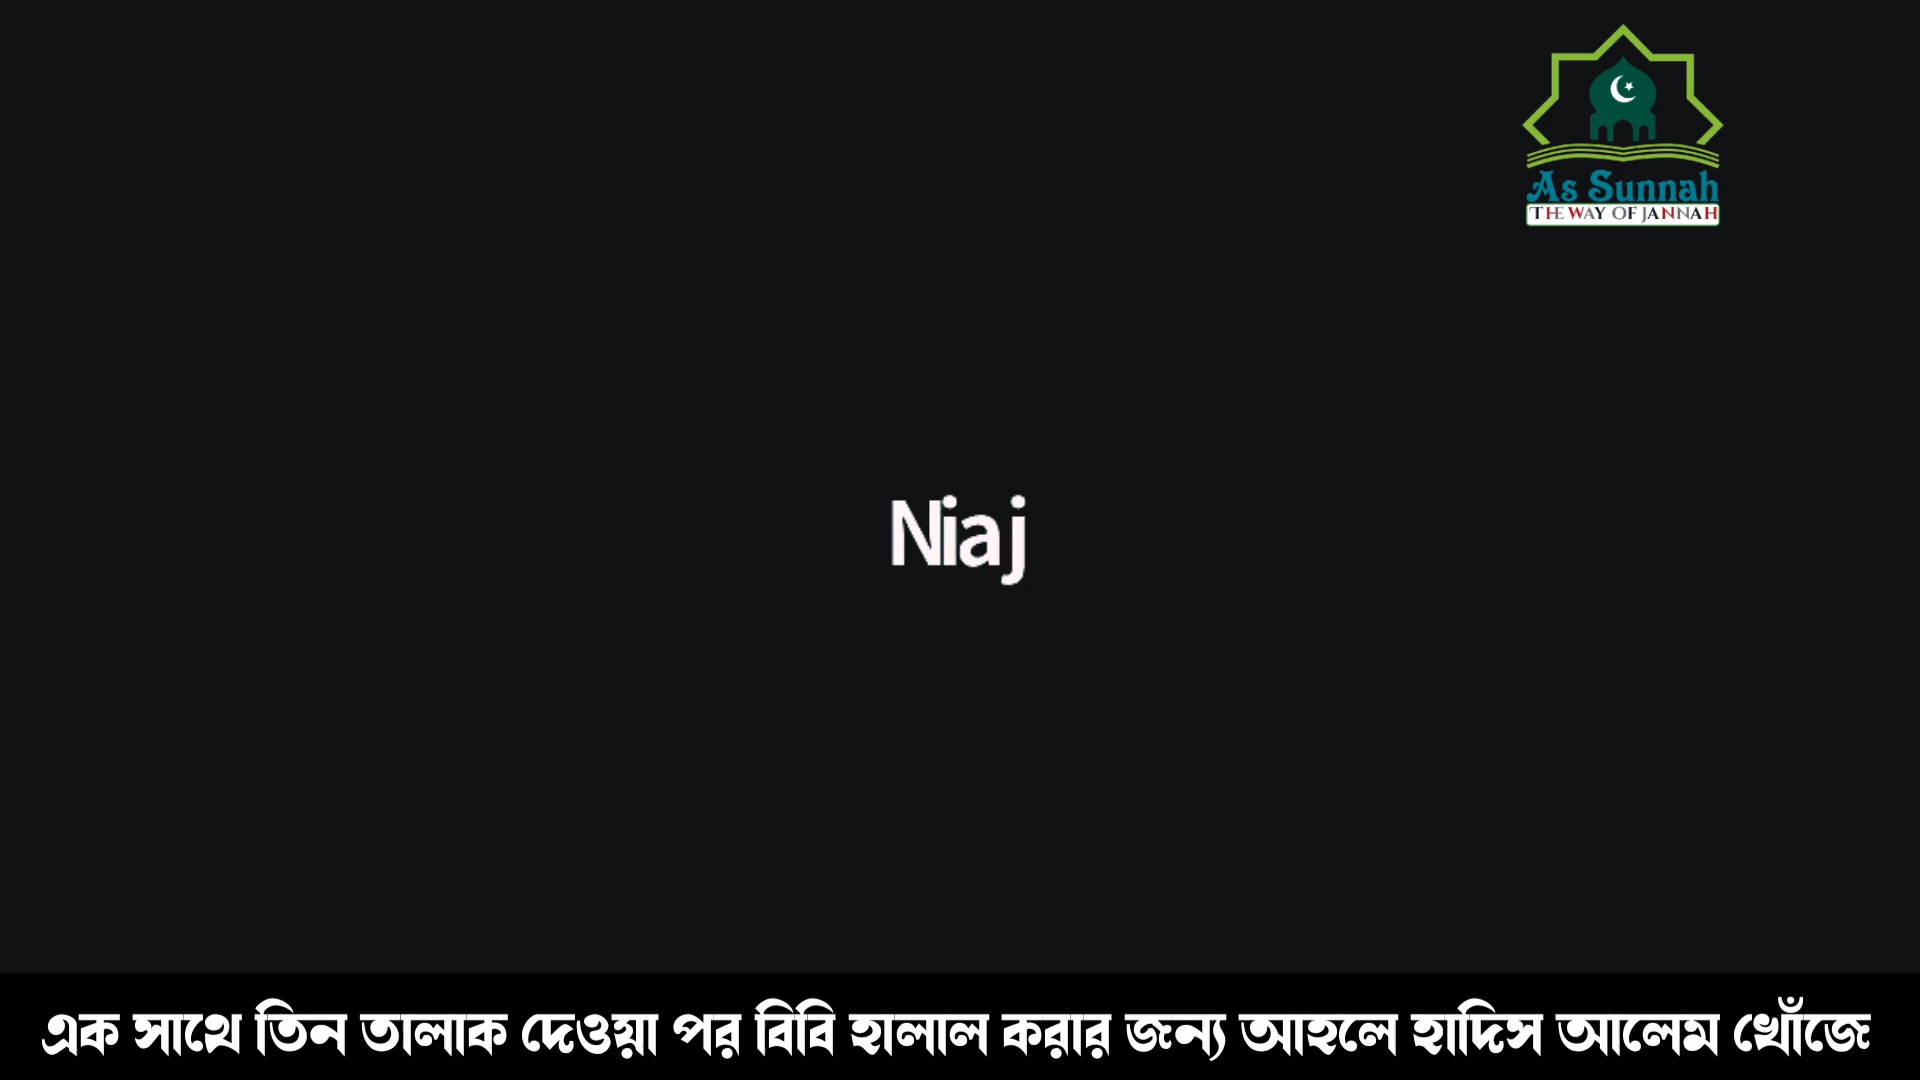 As Sunnah
THE WAY OF JANNAH
Niaj
এক সাথে তিন তালাক দেওয়া পর বিবি হালাল করার জন্য আহলে হাদিস আলেম খোঁজে